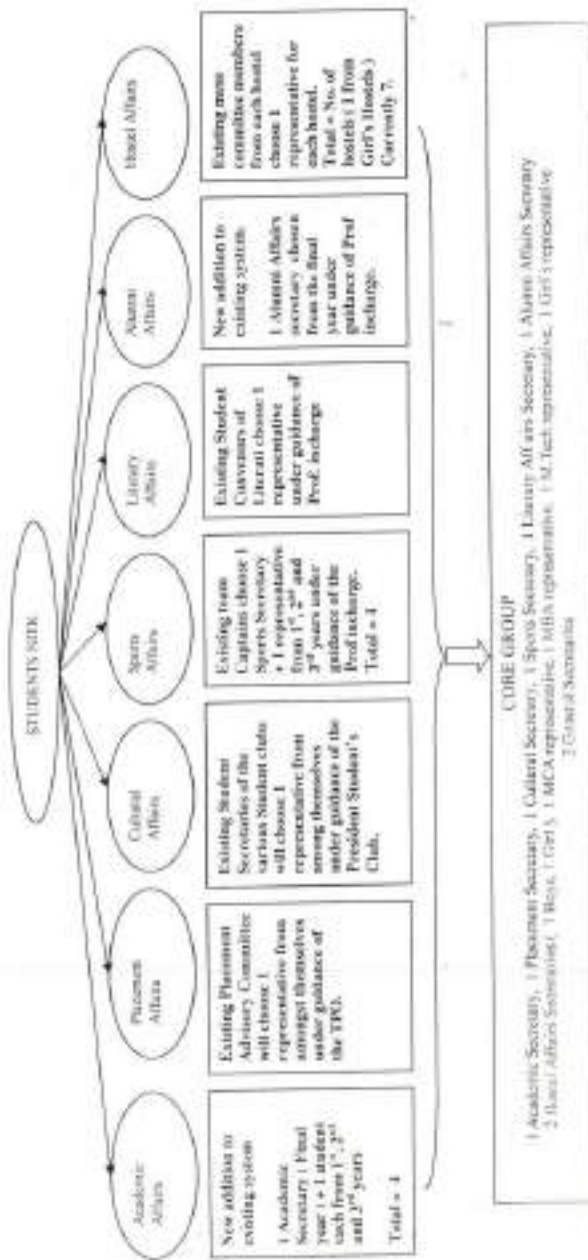 STUDENTS NITK
Academic
Affairs
Placement
Affairs
Cultural
Affairs
Sports
Affairs
Literary
Affairs
Alumni
Affairs
Hostel Affairs
New addition to
existing system
1 Academic
Secretary ( Final
year ) + 1 student
each from 1st, 2nd
and 3rd years
Total = 4
Existing Placement
Advisory Committee
will choose 1
representative from
amongst themselves
under guidance of
the TPO.
Existing Student
Secretaries of the
various Student clubs
will choose 1
representative from
among themselves
under guidance of the
President Student's
Club.
Existing team
Captains choose 1
Sports Secretary
+ 1 representative
from 1st, 2nd and
3rd years under
guidance of the
Prof incharge.
Total = 4
Existing Student
Convenors of
Literati choose 1
representative
under guidance of
Prof. incharge
New addition to
existing system.
1 Alumni Affairs
secretary chosen
from the final
year under
guidance of Prof
incharge.
Existing mess
committee members
from each hostel
choose 1
representative for
each hostel.
Total = No. of
hostels ( 1 from
Girl's Hostels )
Currently 7.
CORE GROUP
1 Academic Secretary, 1 Placement Secretary, 1 Cultural Secretary, 1 Sports Secretary, 1 Literary Affairs Secretary, 1 Alumni Affairs Secretary
2 Hostel Affairs Secretaries ( 1 Boys, 1 Girl ), 1 MCA representative, 1 MBA representative, 1 M.Tech representative, 1 Girl's representative
2 General Secretaries